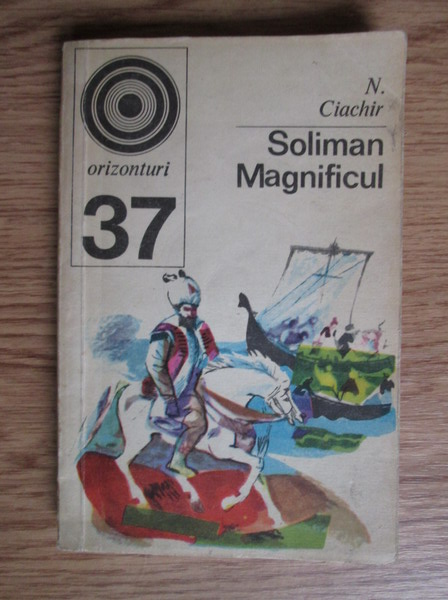 orizonturi
37
N.
Ciachir
Soliman
Magnificul